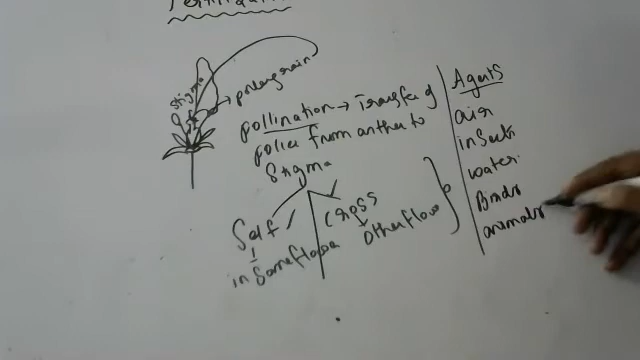 Fertilization
stigma
pollengrain
pollination → Transfer of
pollen from anther to
Stigma
Self
in Same flower
Cross
Other flower
Agents
air
insects
water
Birds
animals